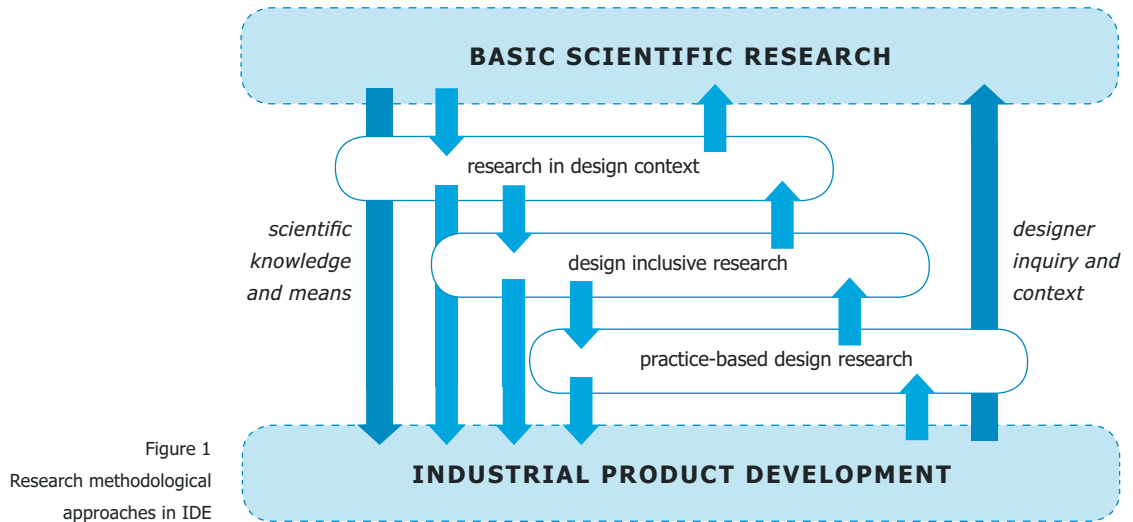 BASIC SCIENTIFIC RESEARCH
research in design context
scientific
knowledge
and means
design inclusive research
designer
inquiry and
context
practice-based design research
Figure 1
Research methodological
approaches in IDE
INDUSTRIAL PRODUCT DEVELOPMENT